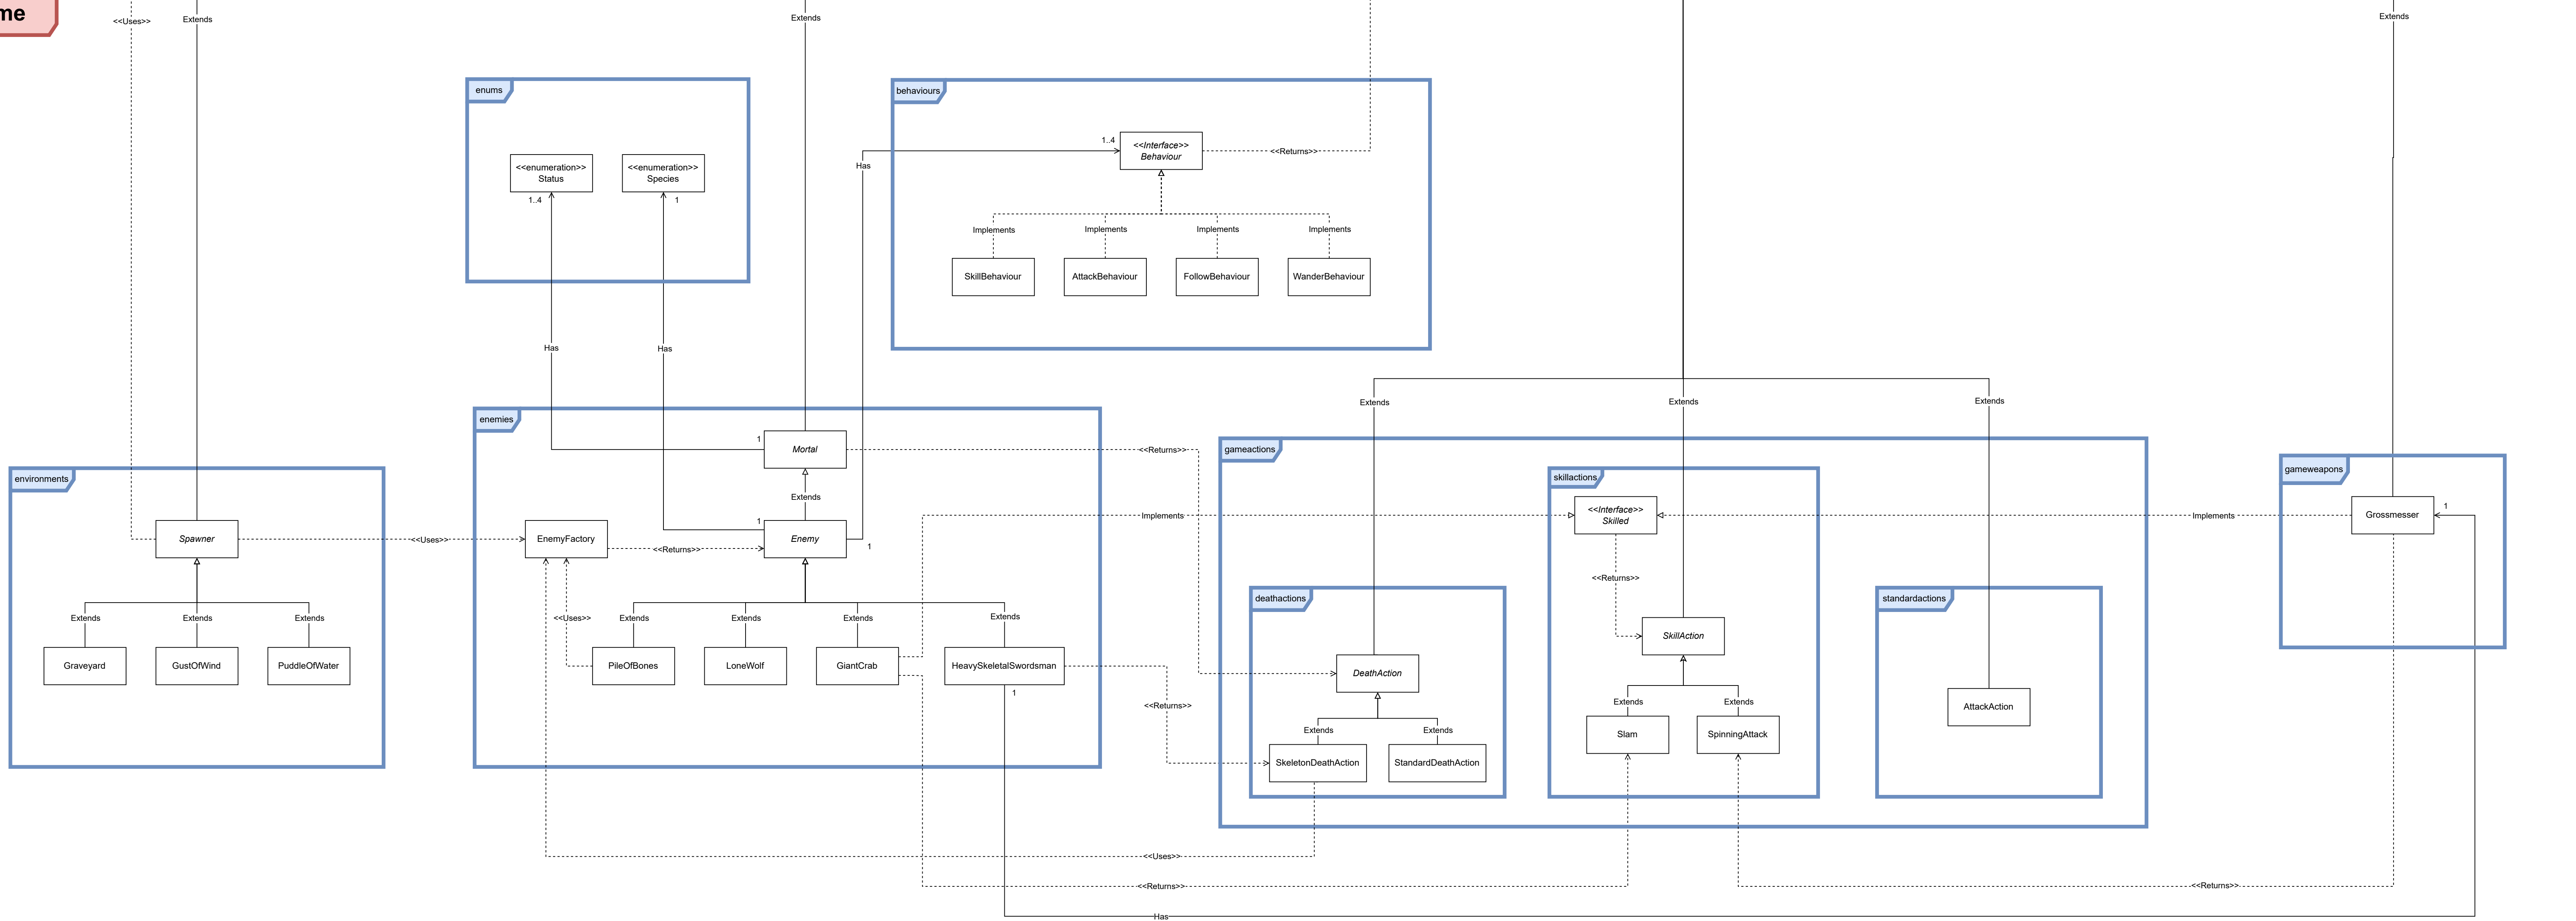 me
<<Uses>>
Extends
Extends
Extends
enums
<<enumeration>>
Status
<<enumeration>>
Species
1..4
1
Has
Has
behaviours
Has
1..4
<<Interface>>
Behaviour
<<Returns>>
Implements
Implements
Implements
Implements
SkillBehaviour
AttackBehaviour
FollowBehaviour
WanderBehaviour
Extends
Extends
Extends
environments
Spawner
<<Uses>>
Extends
Extends
Extends
Graveyard
GustOfWind
PuddleOfWater
enemies
1
Mortal
<<Returns>>
Extends
1
EnemyFactory
<<Returns>>
Enemy
1
<<Uses>>
Extends
Extends
Extends
Extends
PileOfBones
LoneWolf
GiantCrab
HeavySkeletalSwordsman
1
Implements
<<Returns>>
gameactions
deathactions
DeathAction
Extends
Extends
SkeletonDeathAction
StandardDeathAction
skillactions
<<Interface>>
Skilled
<<Returns>>
SkillAction
Extends
Extends
Slam
SpinningAttack
standardactions
AttackAction
Implements
gameweapons
Grossmesser
1
<<Uses>>
<<Returns>>
<<Returns>>
Has